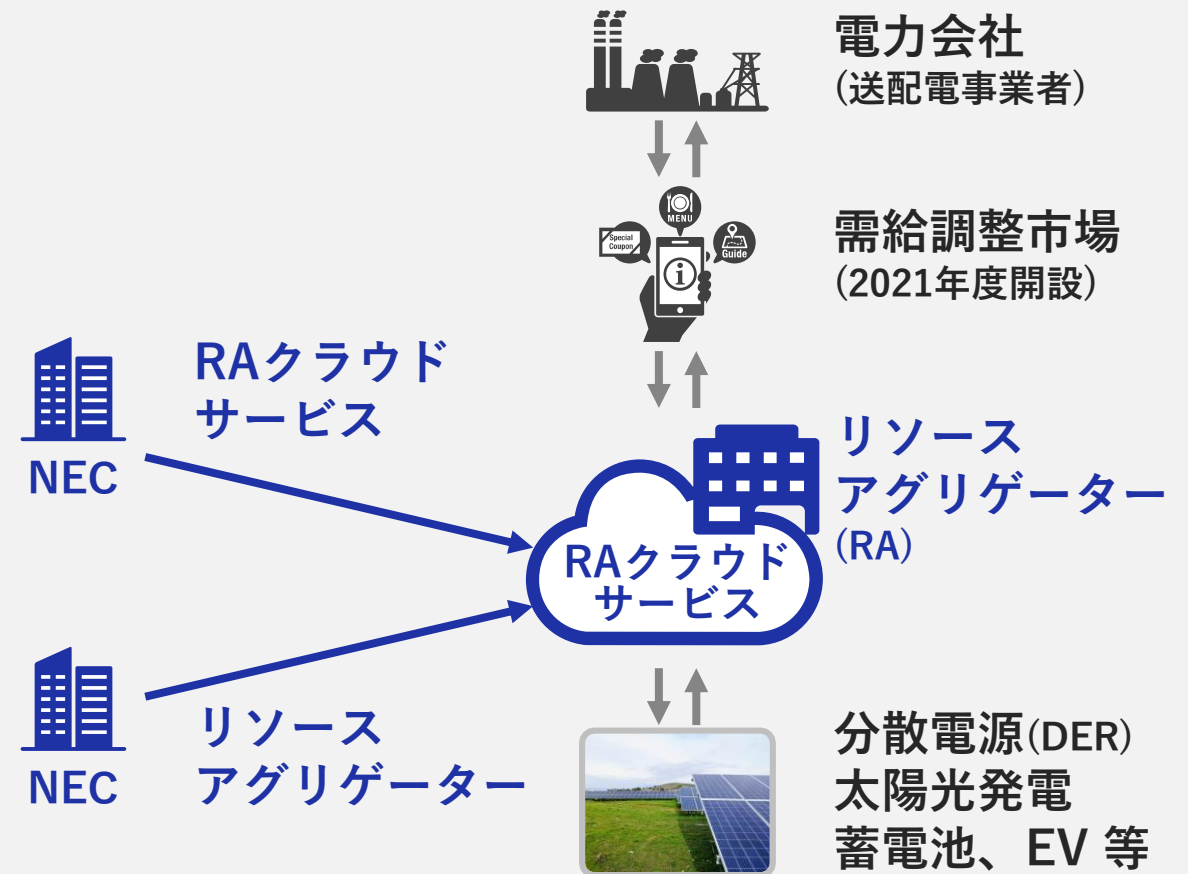 電力会社
(送配電事業者)
MENU
Special
Coupon
Guide
i
需給調整市場
(2021年度開設)
RAクラウド
サービス
NEC
リソース
アグリゲーター
(RA)
RAクラウド
サービス
NEC
リソース
アグリゲーター
分散電源(DER)
太陽光発電
蓄電池、EV 等